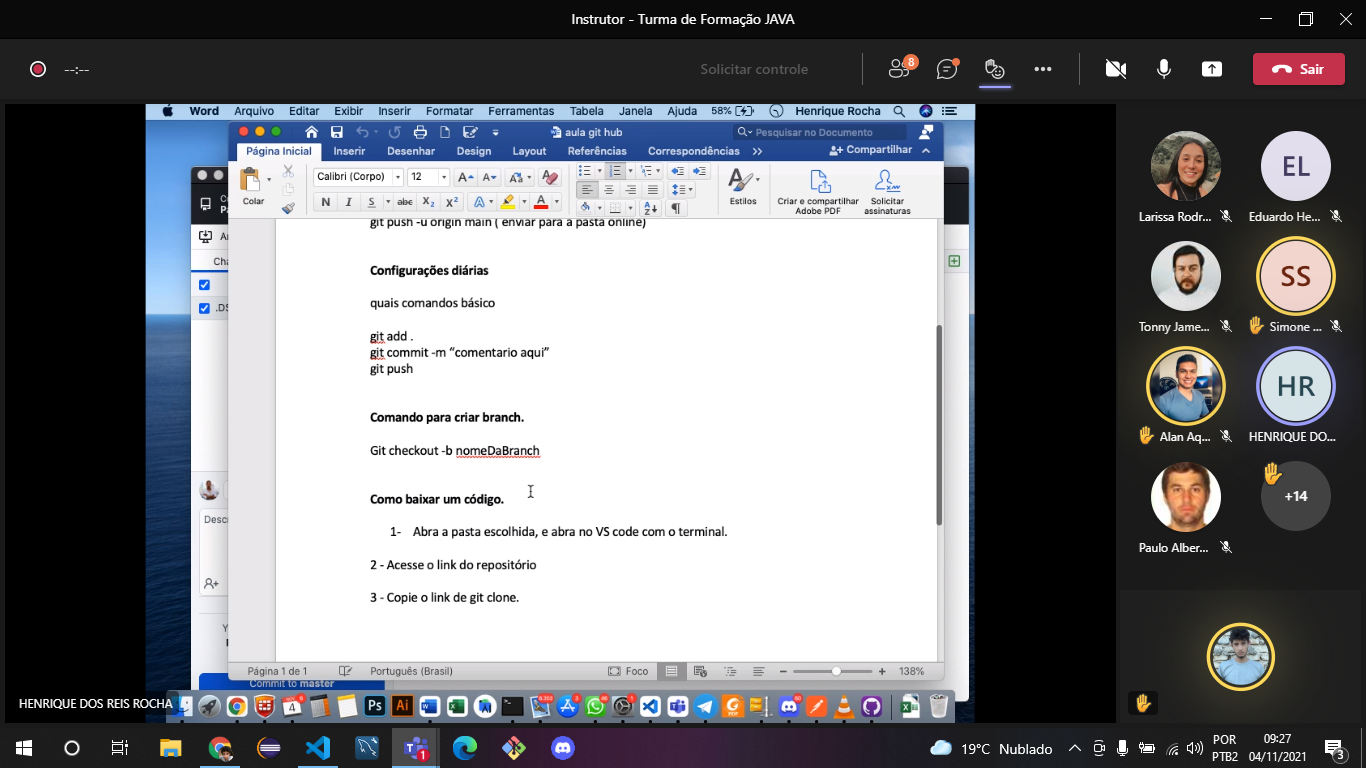 Instrutor - Turma de Formação JAVA
--:--
Solicitar controle
8
Sair
Word Arquivo Editar Exibir Inserir Formatar Ferramentas Tabela Janela Ajuda 58% Henrique Rocha
aula git hub
Pesquisar no Documento
Página Inicial Inserir Desenhar Design Layout Referências Correspondências Compartilhar
Colar
Calibri (Corpo) 12
N I S abc X₂ X² A A
Estilos
Criar e compartilhar Adobe PDF
Solicitar assinaturas
git push -u origin main ( enviar para a pasta online)
Configurações diárias
quais comandos básico
git add .
git commit -m “comentario aqui”
git push
Comando para criar branch.
Git checkout -b nomeDaBranch
Como baixar um código.
1- Abra a pasta escolhida, e abra no VS code com o terminal.
2 - Acesse o link do repositório
3 - Copie o link de git clone.
Página 1 de 1 Português (Brasil) Foco 138%
Commit to master
HENRIQUE DOS REIS ROCHA
Larissa Rodr...
EL
Eduardo He...
Tonny Jame...
SS
Simone ...
Alan Aq...
HR
HENRIQUE DO...
Paulo Alber...
+14
19°C Nublado
POR
PTB2
09:27
04/11/2021
3